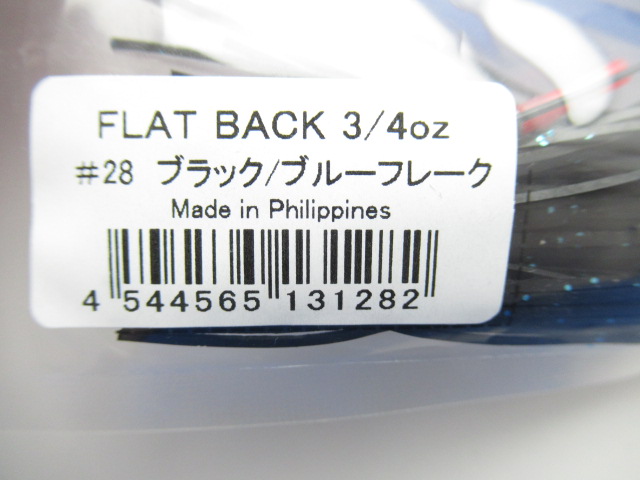 FLAT BACK 3/4oz
#28 ブラック/ブルーフレーク
Made in Philippines
4 544565 131282